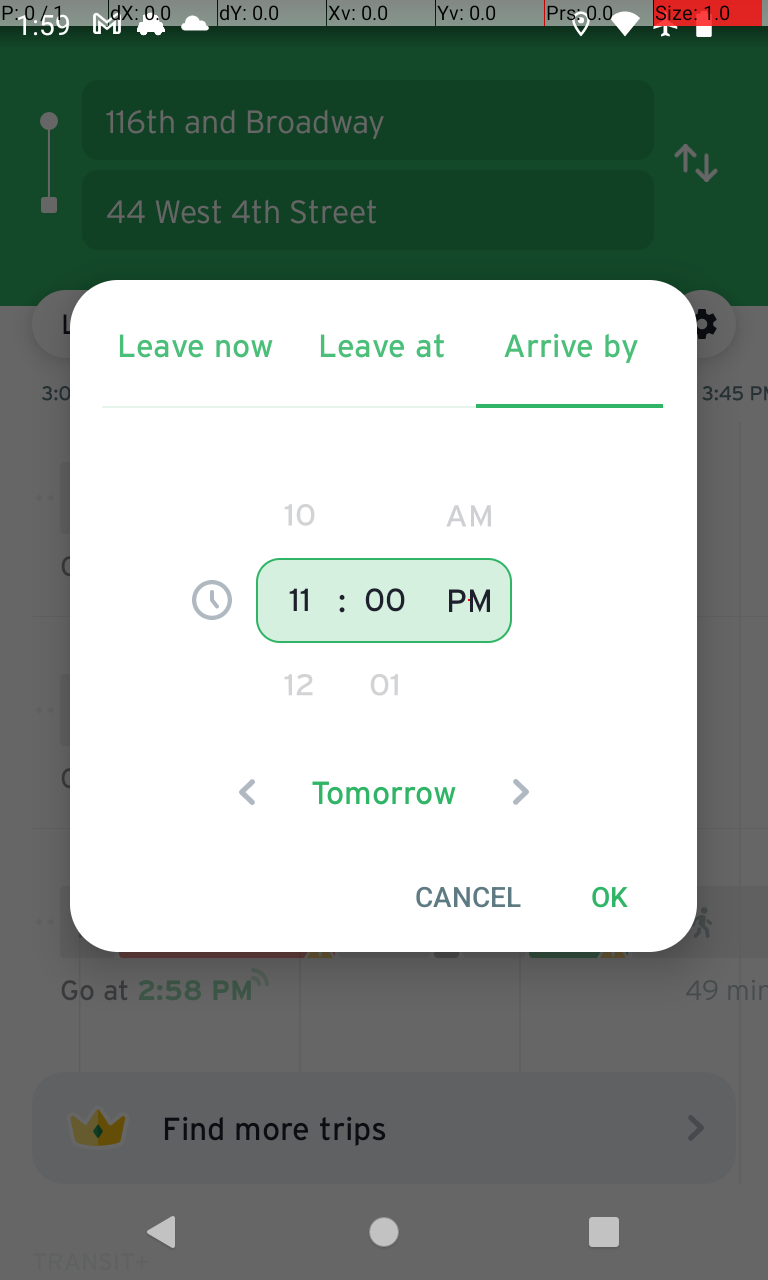 P: 0 / 1 dX: 0.0 dY: 0.0 Xv: 0.0 Yv: 0.0 Prs: 0.0 Size: 1.0
1:59
116th and Broadway
44 West 4th Street
Leave now Leave at Arrive by
3:45 PM
10 AM
11 : 00 PM
12 01
Tomorrow
CANCEL OK
Go at 2:58 PM 49 min
Find more trips
TRANSIT+